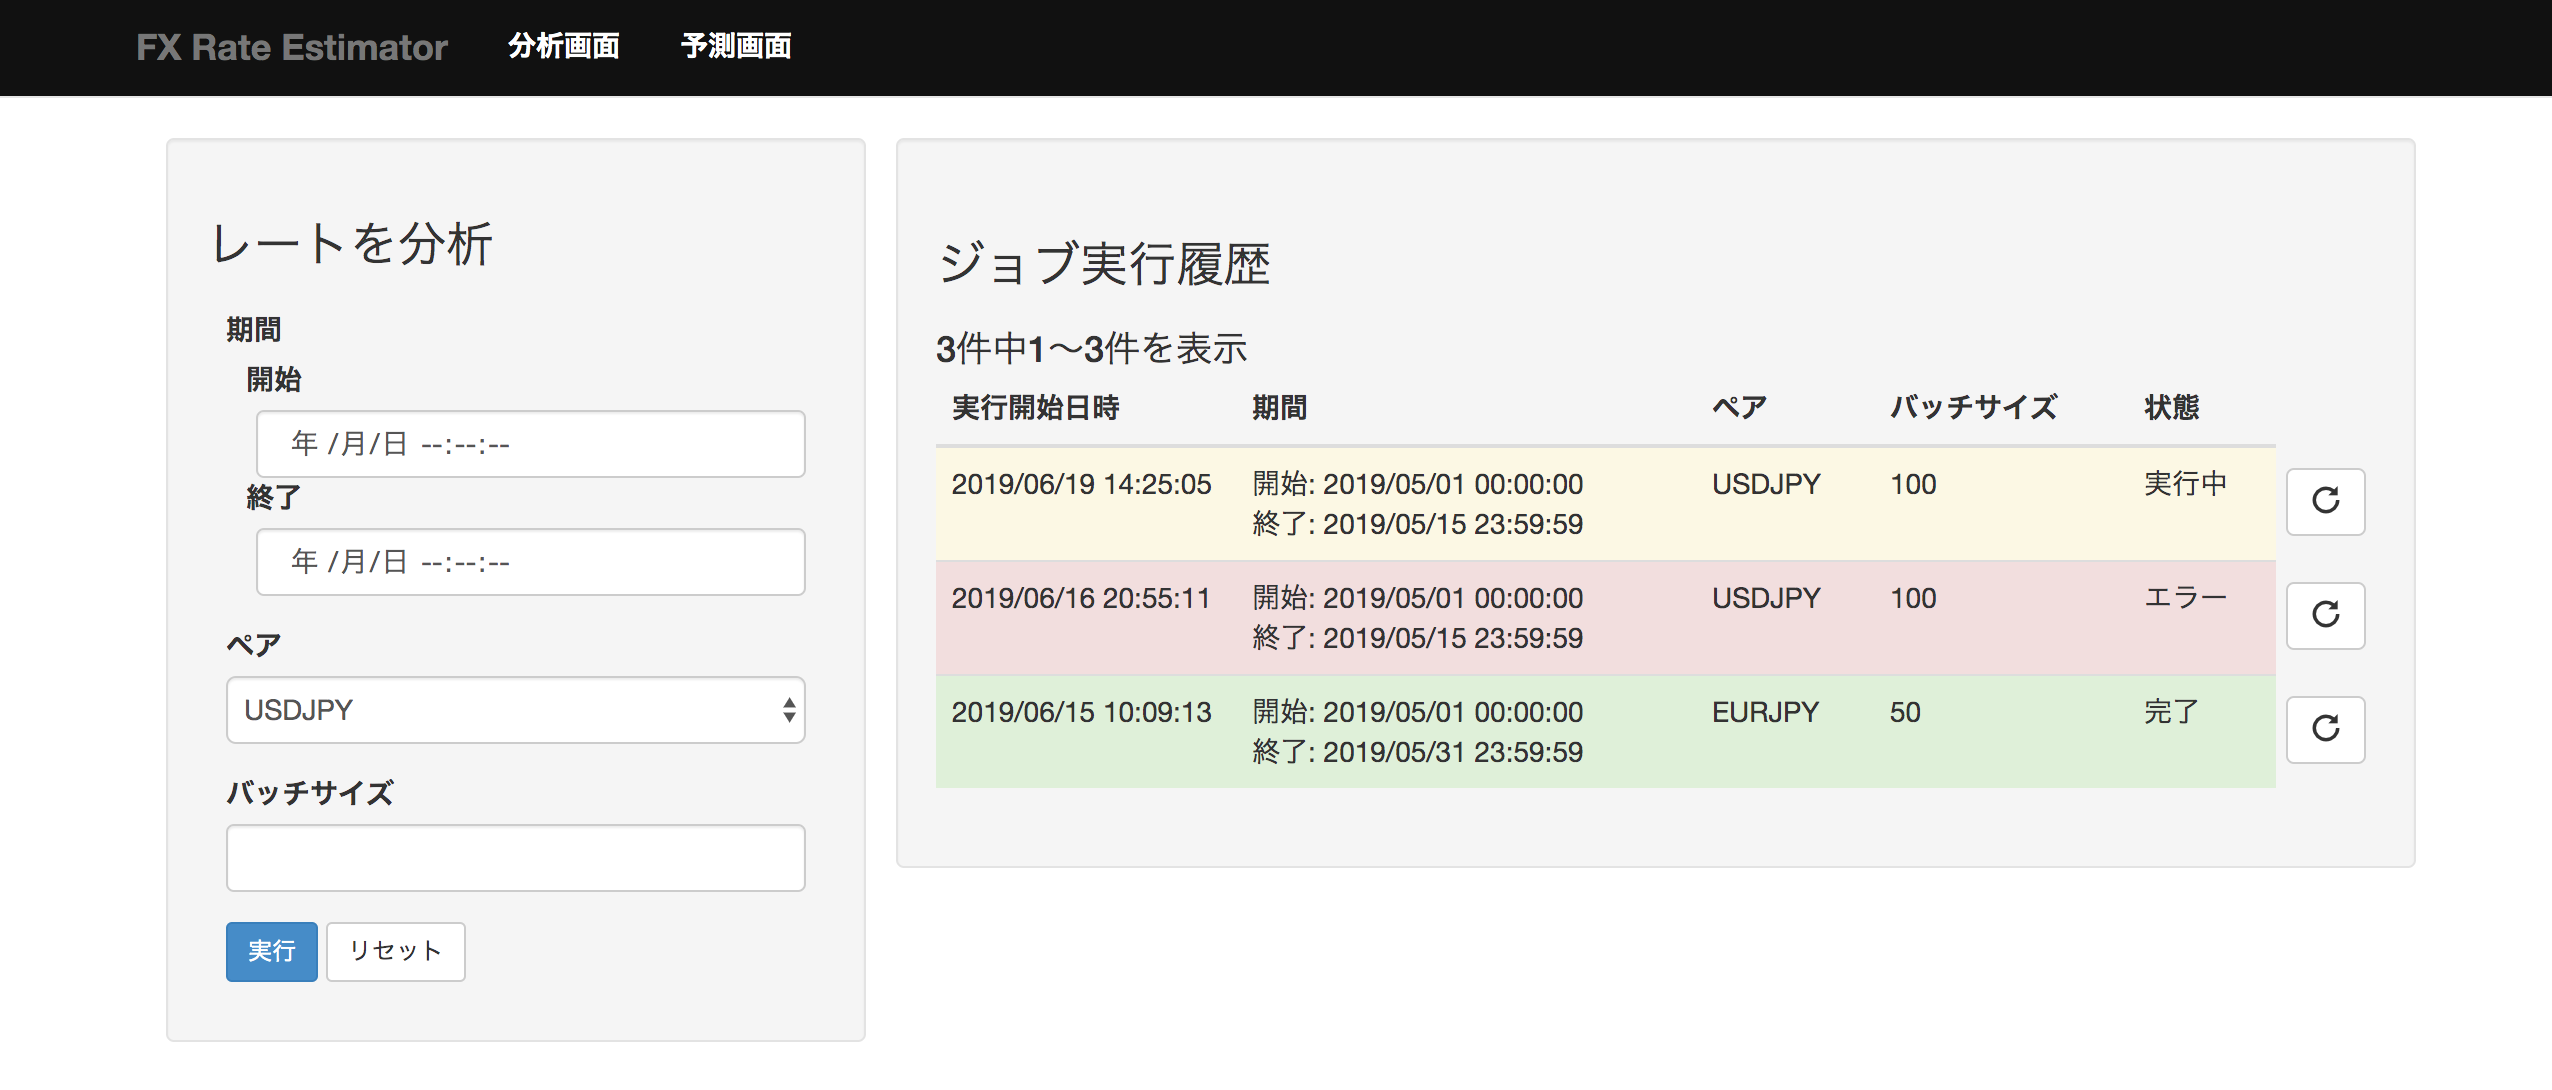 FX Rate Estimator 分析画面 予測画面
レートを分析
期間
開始
年 /月/日 --:--:--
終了
年 /月/日 --:--:--
ペア
USDJPY
バッチサイズ
実行 リセット
ジョブ実行履歴
3件中1〜3件を表示
実行開始日時 期間 ペア バッチサイズ 状態
2019/06/19 14:25:05 開始: 2019/05/01 00:00:00 USDJPY 100 実行中
終了: 2019/05/15 23:59:59
2019/06/16 20:55:11 開始: 2019/05/01 00:00:00 USDJPY 100 エラー
終了: 2019/05/15 23:59:59
2019/06/15 10:09:13 開始: 2019/05/01 00:00:00 EURJPY 50 完了
終了: 2019/05/31 23:59:59